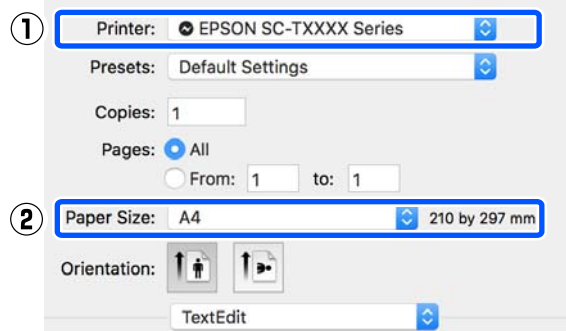 ① Printer: EPSON SC-TXXXX Series
Presets: Default Settings
Copies: 1
Pages: All
From: 1 to: 1
② Paper Size: A4 210 by 297 mm
Orientation:
TextEdit